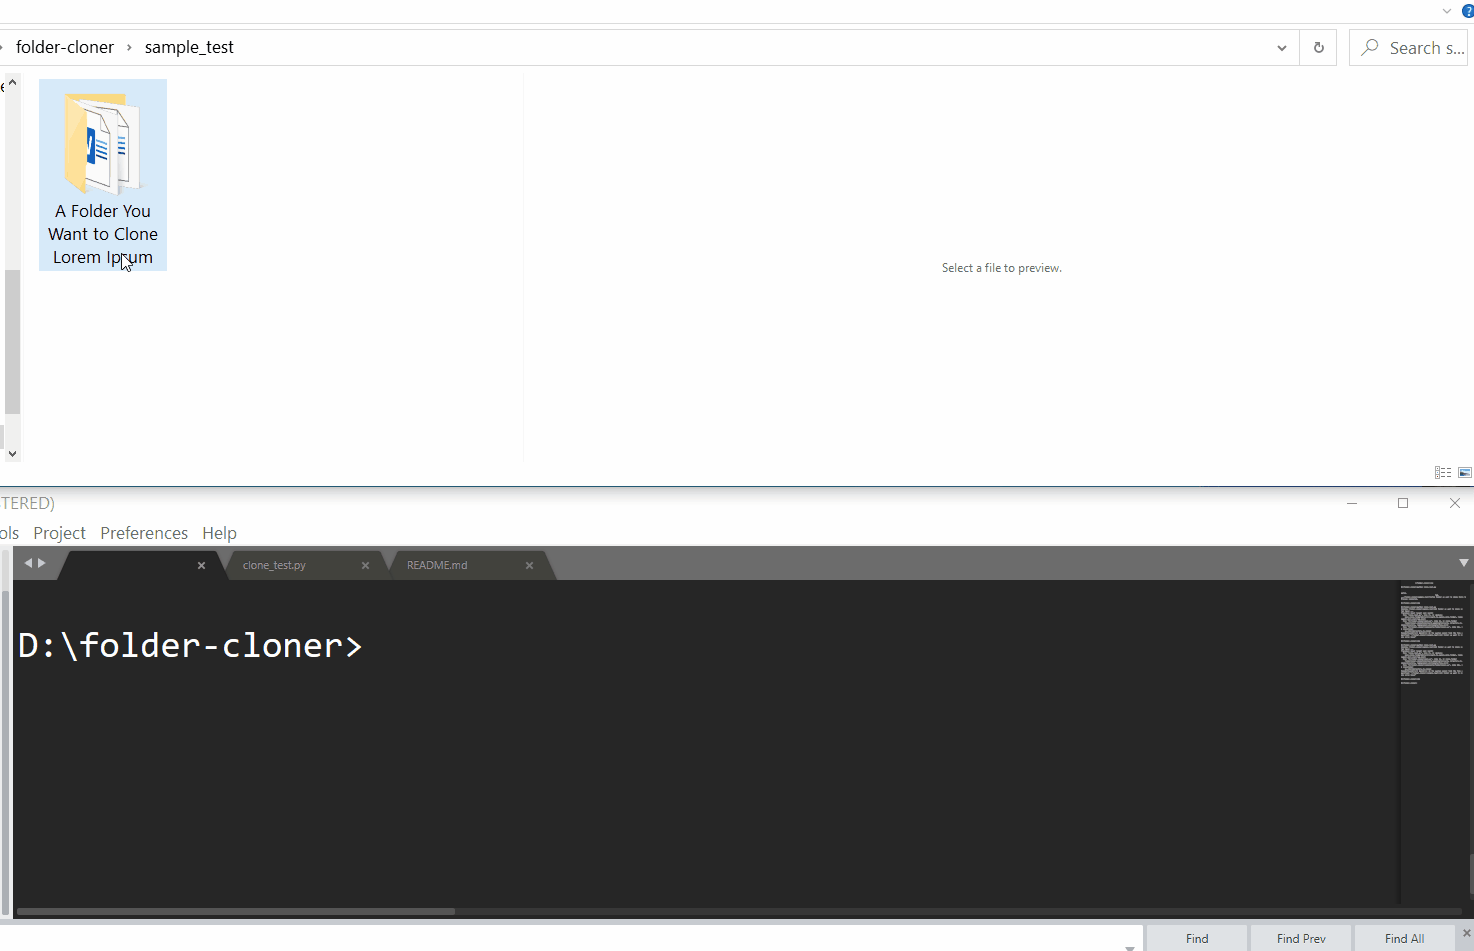 folder-cloner › sample_test
Search s...
A Folder You
Want to Clone
Lorem Ipsum
Select a file to preview.
TERED)
ols Project Preferences Help
clone_test.py README.md
D:\folder-cloner>
Find Find Prev Find All